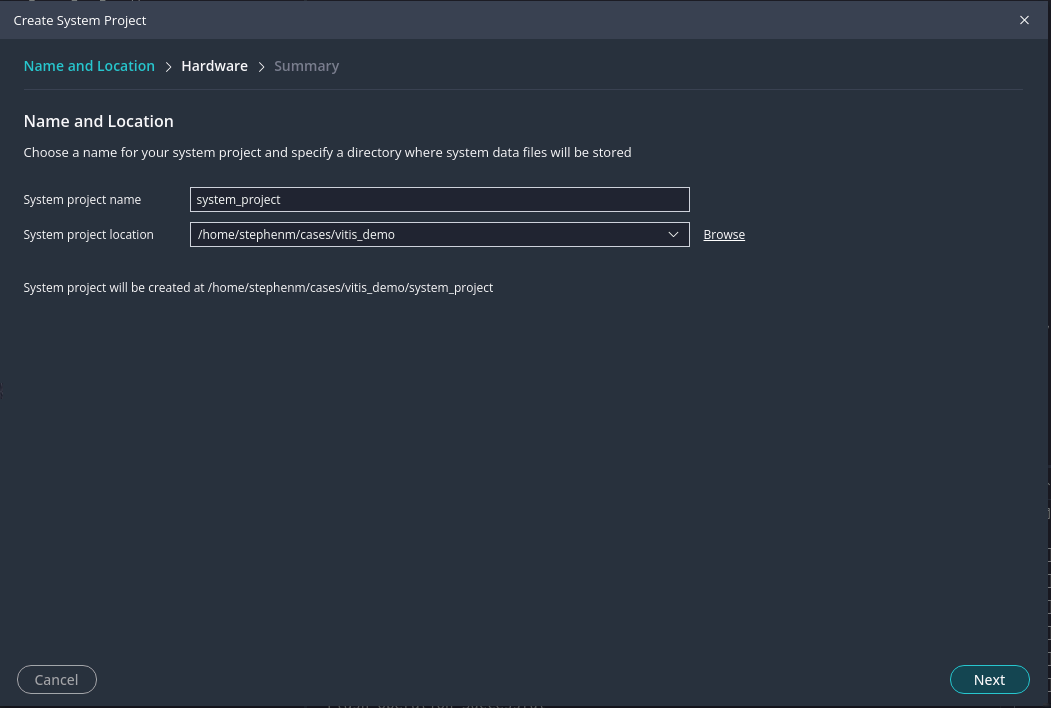 Create System Project
Name and Location > Hardware > Summary
Name and Location
Choose a name for your system project and specify a directory where system data files will be stored
System project name system_project
System project location /home/stephenm/cases/vitis_demo Browse
System project will be created at /home/stephenm/cases/vitis_demo/system_project
Cancel Next